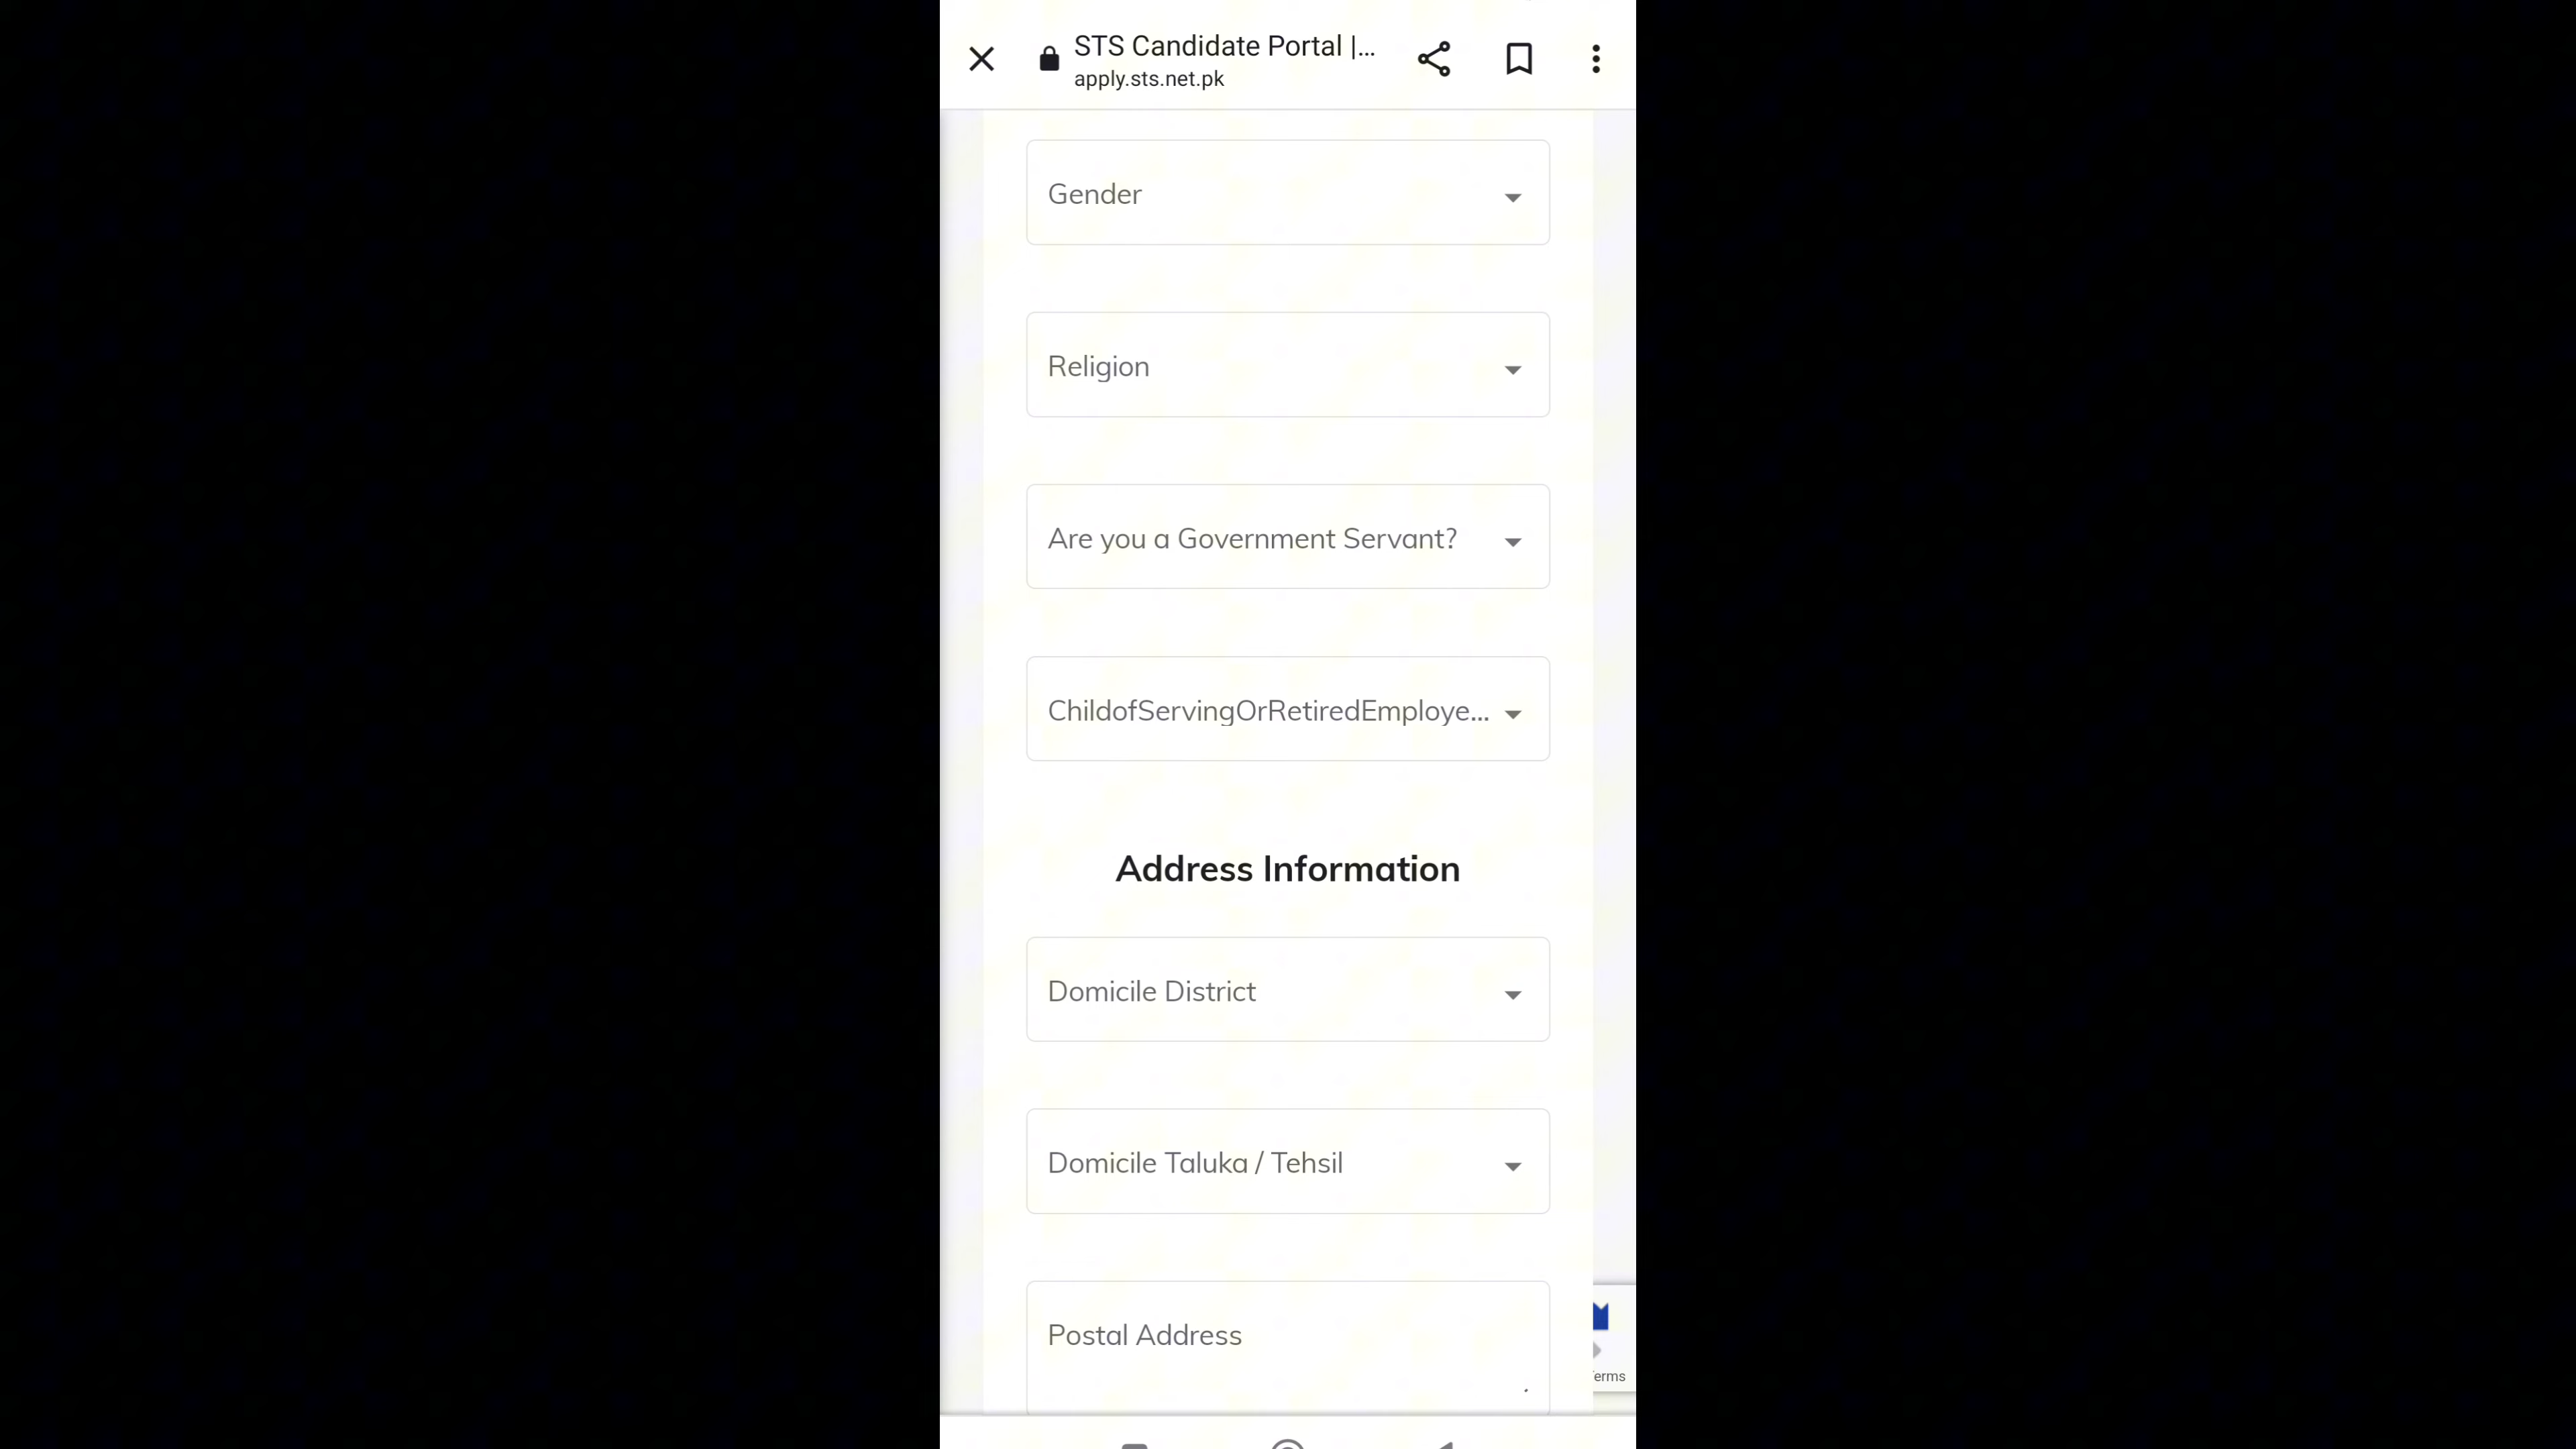 STS Candidate Portal |...
apply.sts.net.pk
Gender
Religion
Are you a Government Servant?
ChildofServingOrRetiredEmploye...
Address Information
Domicile District
Domicile Taluka / Tehsil
Postal Address